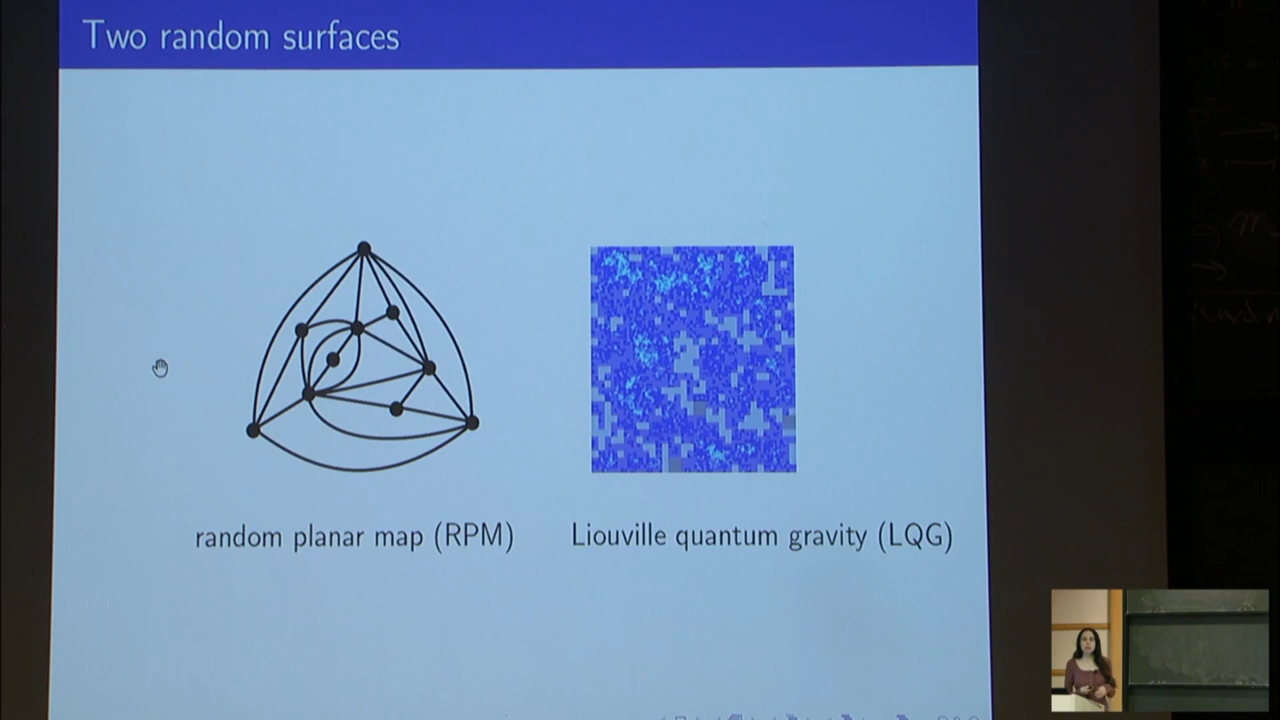 Two random surfaces
random planar map (RPM)
Liouville quantum gravity (LQG)